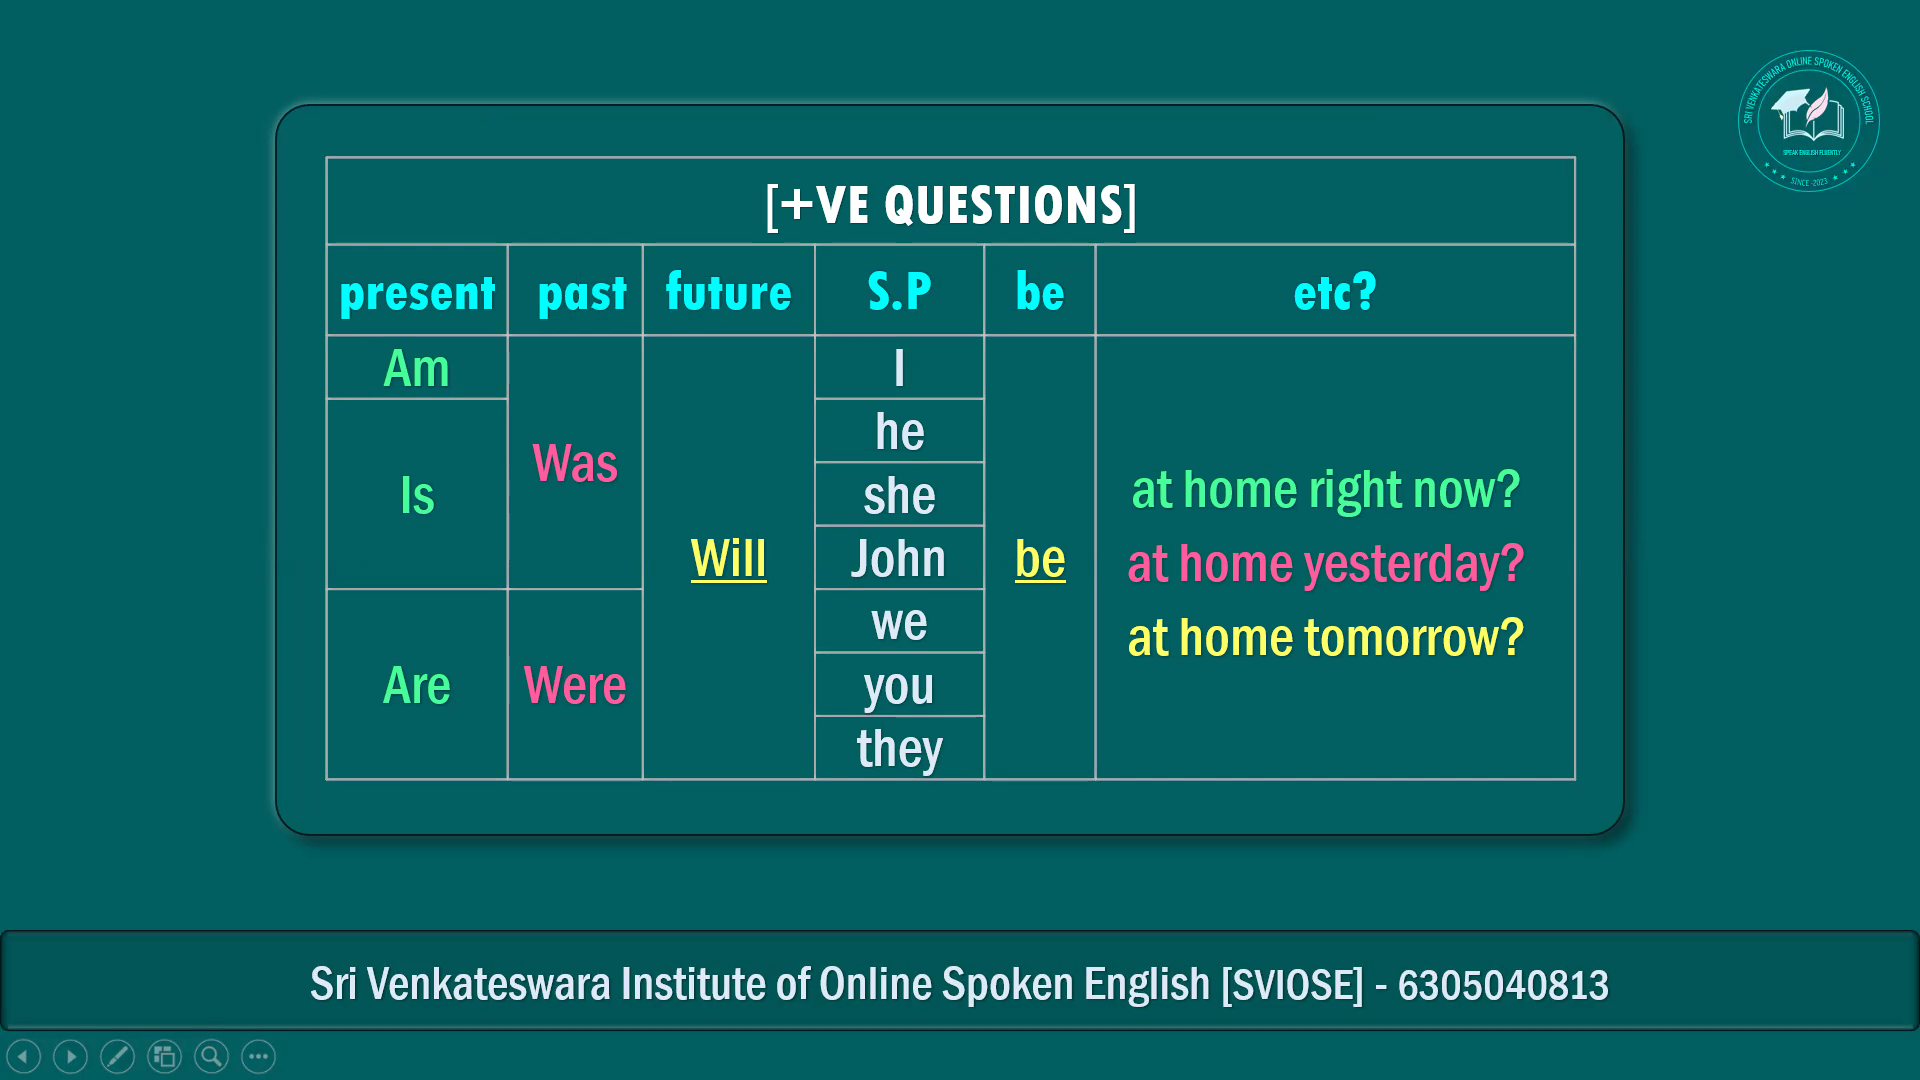 SRI VENKATESWARA ONLINE SPOKEN ENGLISH SCHOOL
SPEAK ENGLISH FLUENTLY
SINCE -2023
[+VE QUESTIONS]
present past future S.P be etc?
Am I
he
Was
Is she
at home right now?
Will John be
at home yesterday?
we
at home tomorrow?
Are Were you
they
Sri Venkateswara Institute of Online Spoken English [SVIOSE] - 6305040813